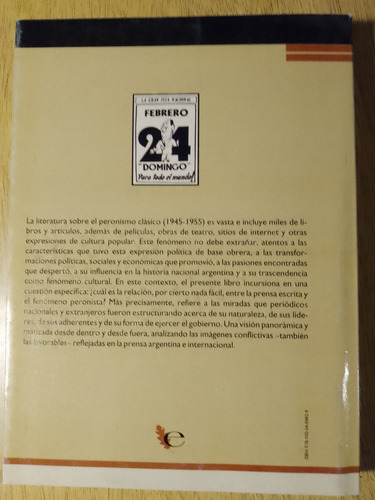 LA GRAN FIJA NACIONAL
FEBRERO
24
DOMINGO
Para todo el mundo!
La literatura sobre el peronismo clásico (1945-1955) es vasta e incluye miles de li-
bros y artículos, además de películas, obras de teatro, sitios de internet y otras
expresiones de cultura popular. Este fenómeno no debe extrañar, atentos a las
características que tuvo esta expresión política de base obrera, a las transfor-
maciones políticas, sociales y económicas que promovió, a las pasiones encontradas
que despertó, a su influencia en la historia nacional argentina y a su trascendencia
como fenómeno cultural. En este contexto, el presente libro incursiona en una
cuestión específica: ¿cuál es la relación, por cierto nada fácil, entre la prensa escrita y
el fenómeno peronista? Más precisamente, refiere a las miradas que periódicos
nacionales y extranjeros fueron estructurando acerca de su naturaleza, de sus líde-
res, de sus adherentes y de su forma de ejercer el gobierno. Una visión panorámica y
matizada desde dentro y desde fuera, analizando las imágenes conflictivas –también
las favorables– reflejadas en la prensa argentina e internacional.
e